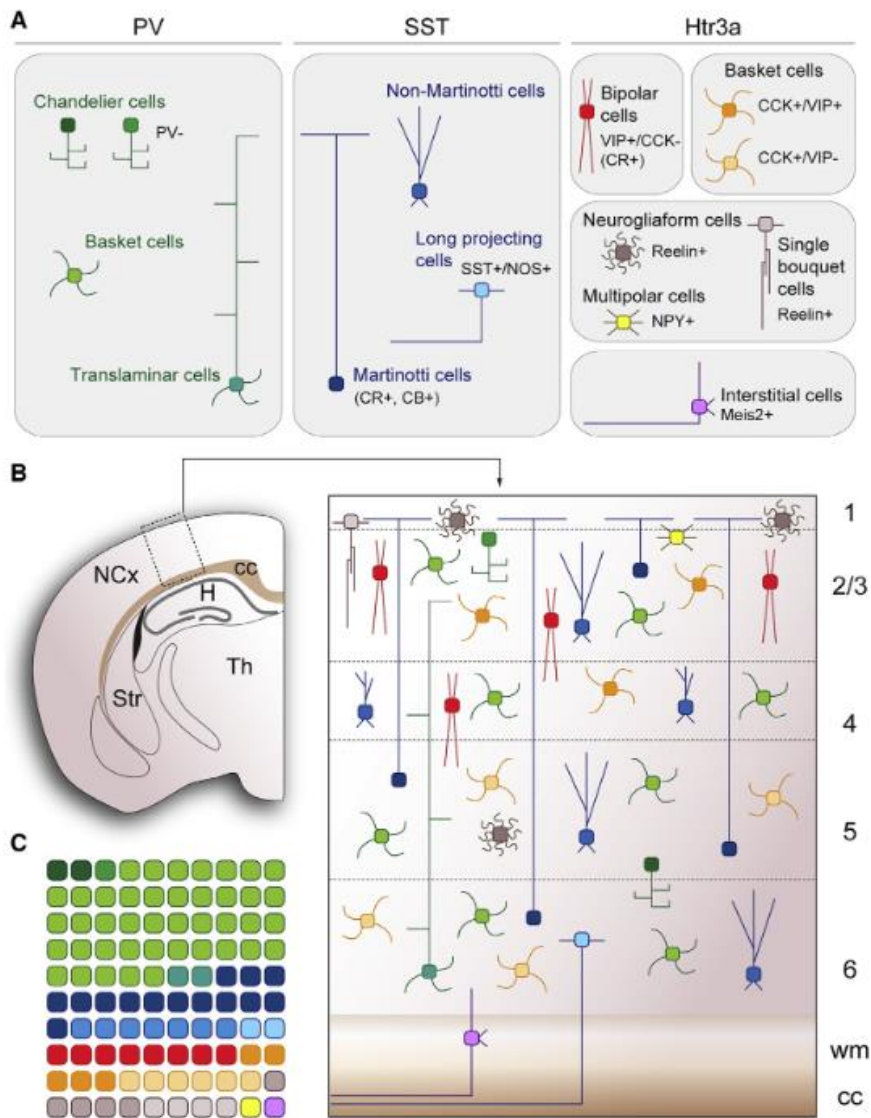 A
PV
SST
Htr3a
Chandelier cells
PV-
Basket cells
Translaminar cells
Non-Martinotti cells
Long projecting
cells
SST+/NOS+
Martinotti cells
(CR+, CB+)
Bipolar
cells
VIP+/CCK-
(CR+)
Basket cells
CCK+/VIP+
CCK+/VIP-
Neurogliaform cells
Reelin+
Single
bouquet
cells
Reelin+
Multipolar cells
NPY+
Interstitial cells
Meis2+
B
NCx
cc
H
Th
Str
1
2/3
4
5
6
wm
cc
C